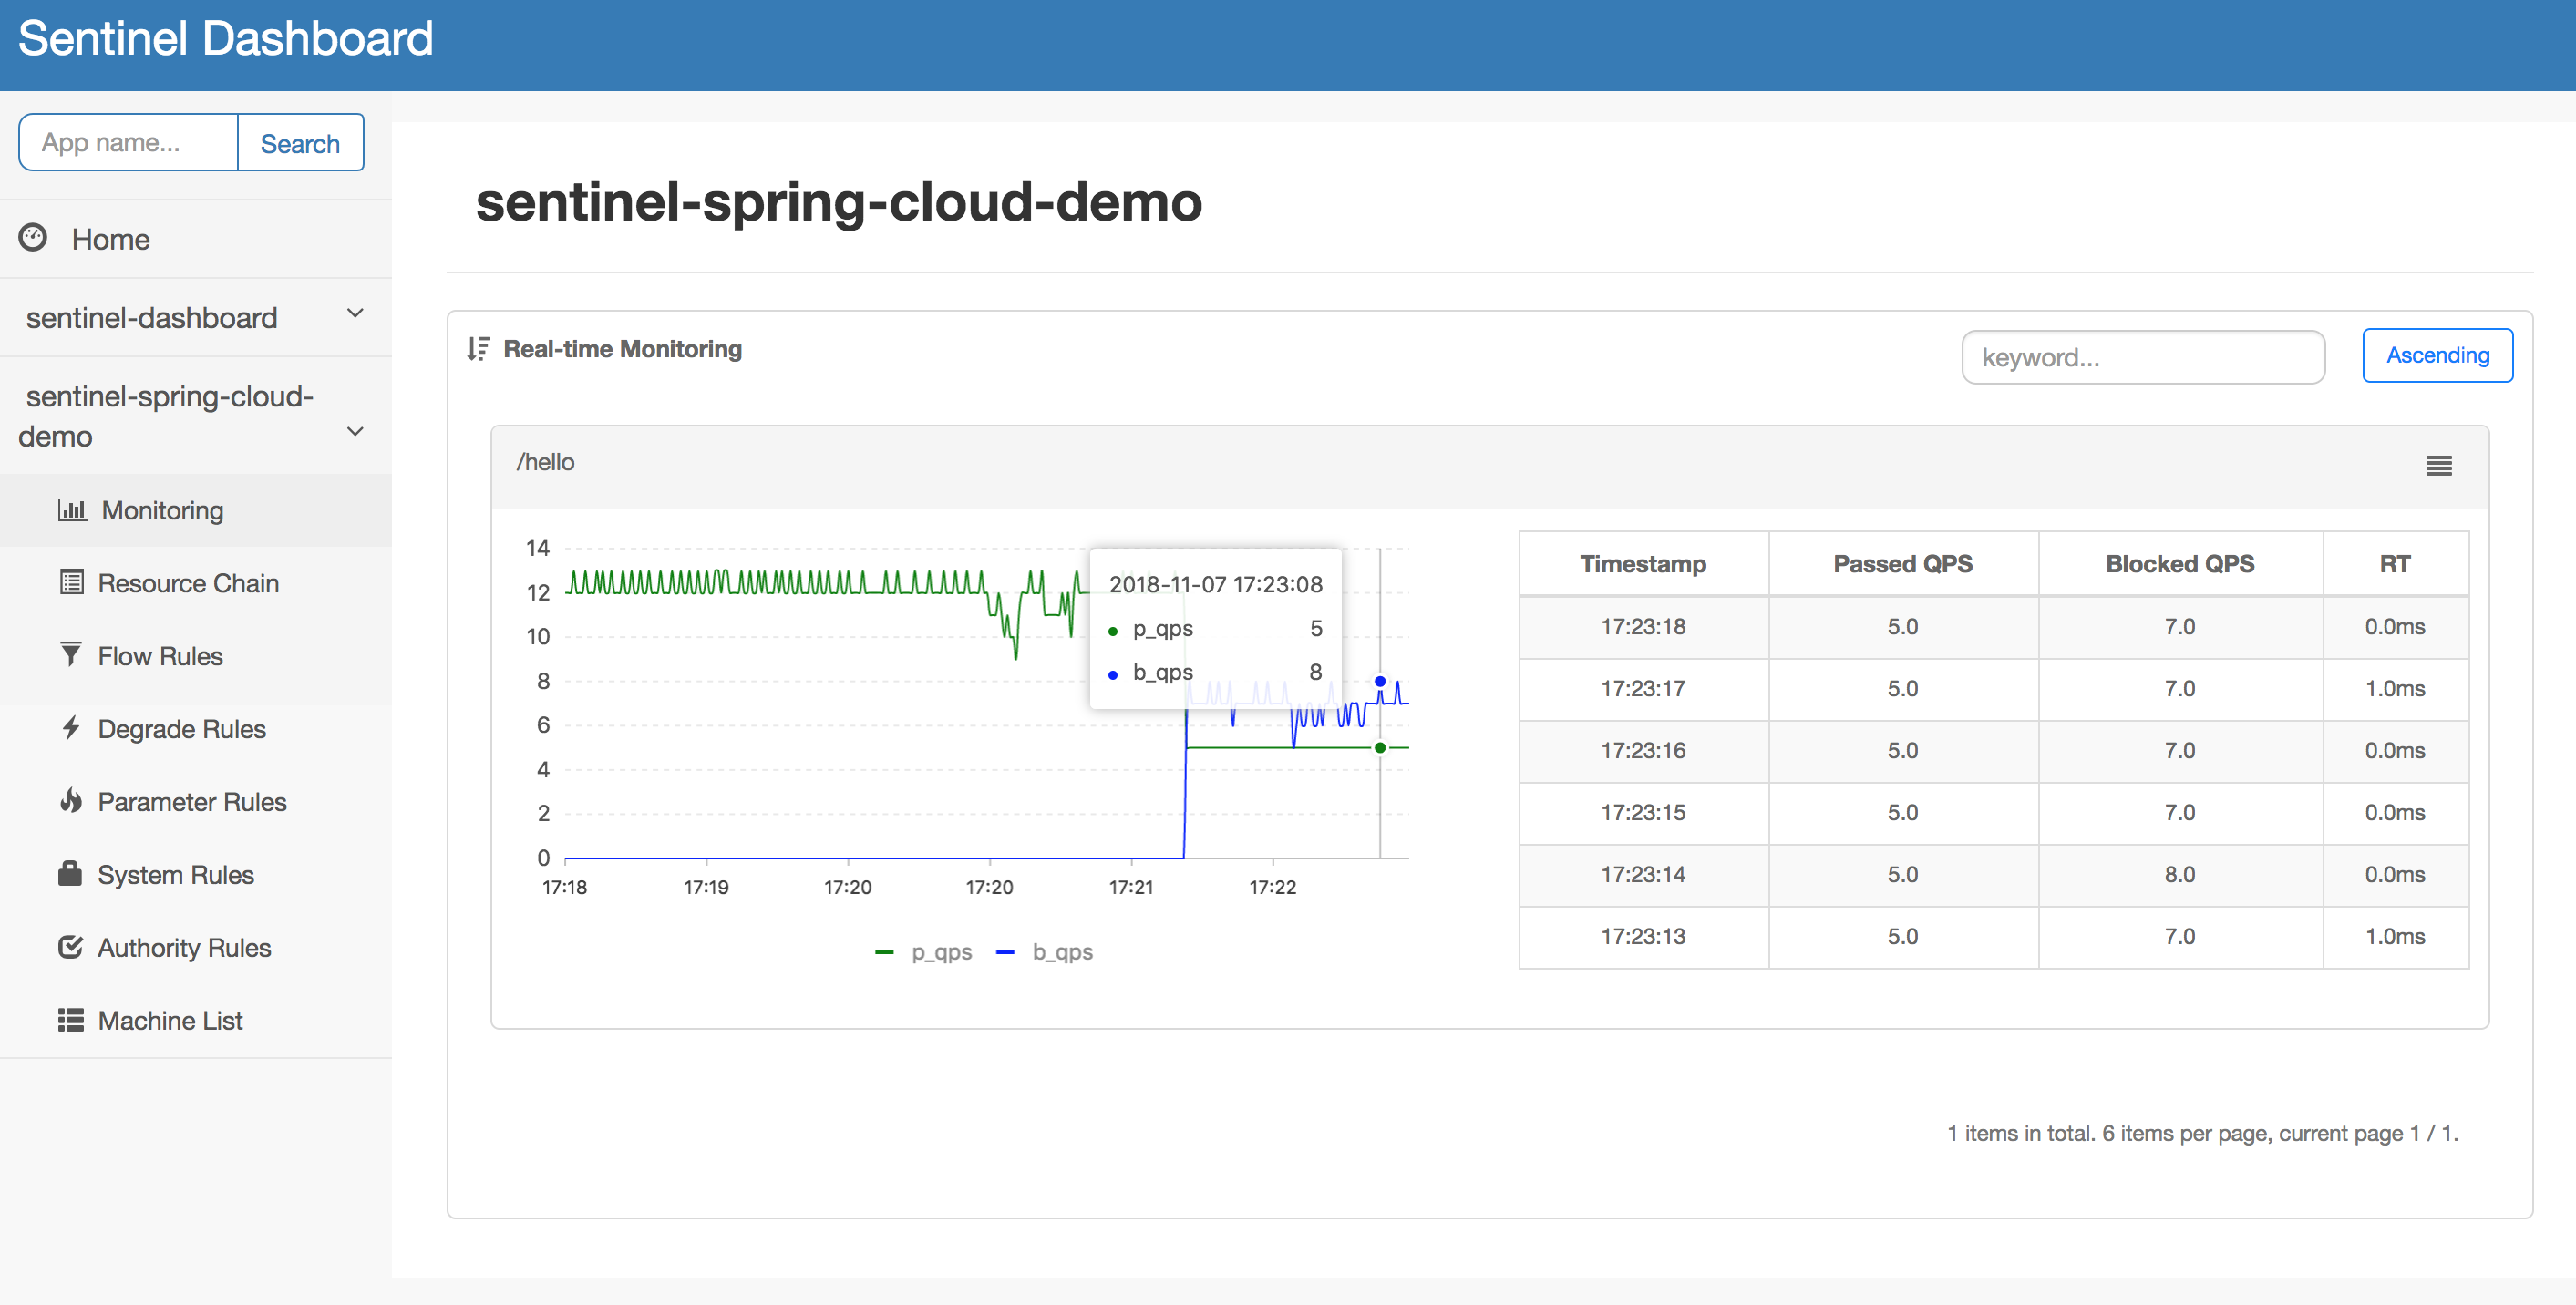 Sentinel Dashboard
App name...
Search
Home
sentinel-dashboard
sentinel-spring-cloud-
demo
Monitoring
Resource Chain
Flow Rules
Degrade Rules
Parameter Rules
System Rules
Authority Rules
Machine List
sentinel-spring-cloud-demo
Real-time Monitoring
keyword...
Ascending
/hello
14
12
10
8
6
4
2
0
17:18 17:19 17:20 17:20 17:21 17:22
2018-11-07 17:23:08
p_qps 5
b_qps 8
p_qps b_qps
Timestamp Passed QPS Blocked QPS RT
17:23:18 5.0 7.0 0.0ms
17:23:17 5.0 7.0 1.0ms
17:23:16 5.0 7.0 0.0ms
17:23:15 5.0 7.0 0.0ms
17:23:14 5.0 8.0 0.0ms
17:23:13 5.0 7.0 1.0ms
1 items in total. 6 items per page, current page 1 / 1.